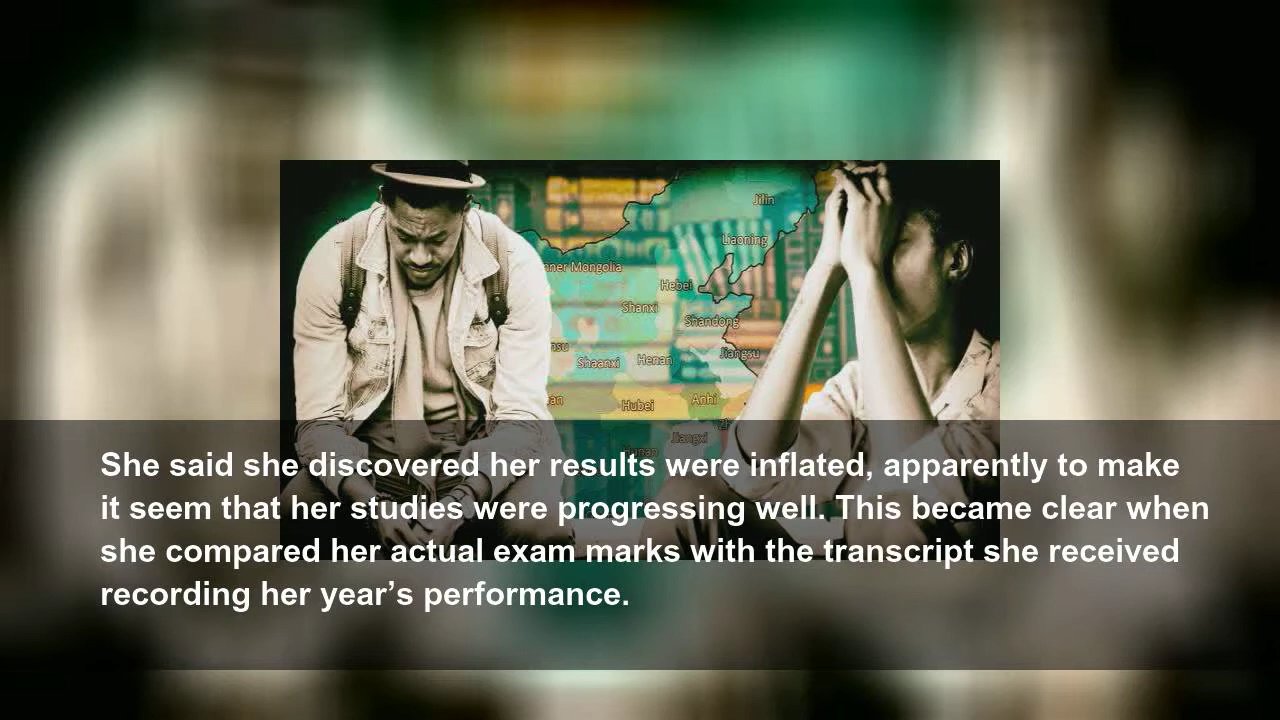 Jilin
Liaoning
Inner Mongolia
Hebei
Shanxi
Shandong
Jiangsu
Shaanxi
Henan
Hubei
Anhi
Jiangxi
She said she discovered her results were inflated, apparently to make
it seem that her studies were progressing well. This became clear when
she compared her actual exam marks with the transcript she received
recording her year’s performance.